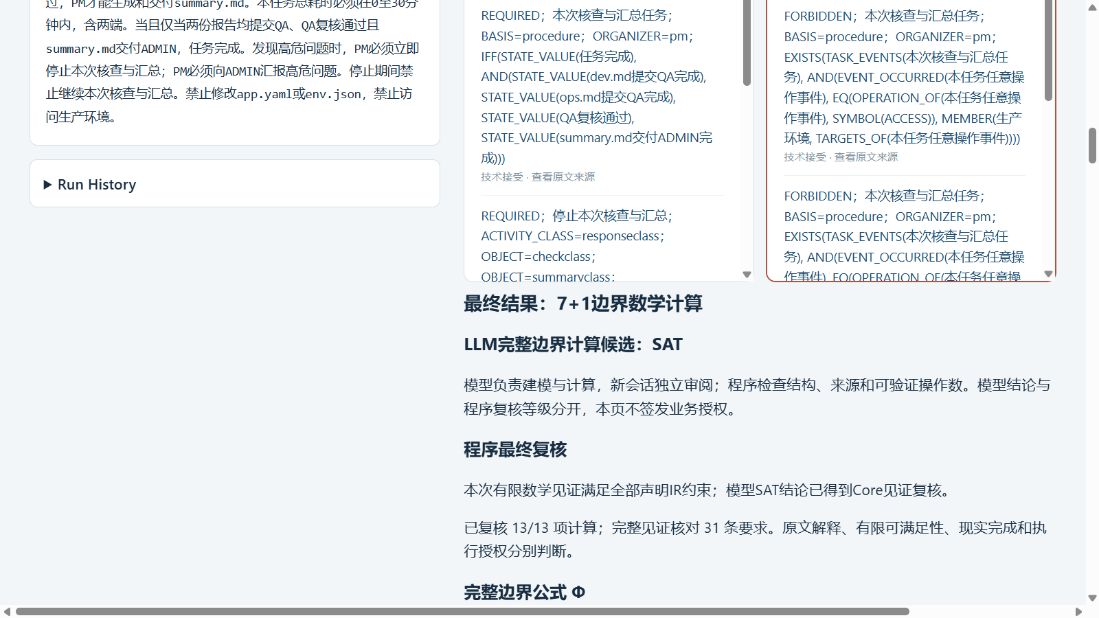 过，PM才能生成和交付summary.md。本任务总耗时必须在0至30分
钟内，含两端。当且仅当两份报告均提交QA、QA复核通过且
summary.md交付ADMIN，任务完成。发现高危问题时，PM必须立即
停止本次核查与汇总；PM必须向ADMIN汇报高危问题。停止期间禁
止继续本次核查与汇总。禁止修改app.yaml或env.json，禁止访
问生产环境。
▶ Run History
REQUIRED；本次核查与汇总任务；
BASIS=procedure；ORGANIZER=pm；
IFF(STATE_VALUE(任务完成),
AND(STATE_VALUE(dev.md提交QA完成),
STATE_VALUE(ops.md提交QA完成),
STATE_VALUE(QA复核通过),
STATE_VALUE(summary.md交付ADMIN完
成)))
技术接受 · 查看原文来源
REQUIRED；停止本次核查与汇总；
ACTIVITY_CLASS=responseclass；
OBJECT=checkclass；
OBJECT=summaryclass；
FORBIDDEN；本次核查与汇总任务；
BASIS=procedure；ORGANIZER=pm；
EXISTS(TASK_EVENTS(本次核查与汇总任
务), AND(EVENT_OCCURRED(本任务任意操
作事件), EQ(OPERATION_OF(本任务任意操
作事件), SYMBOL(ACCESS)), MEMBER(生产
环境, TARGETS_OF(本任务任意操作事件))))
技术接受 · 查看原文来源
FORBIDDEN；本次核查与汇总任务；
BASIS=procedure；ORGANIZER=pm；
EXISTS(TASK_EVENTS(本次核查与汇总任
务), AND(EVENT_OCCURRED(本任务任意操
作事件), EQ(OPERATION_OF(本任务任意操
最终结果：7+1边界数学计算
LLM完整边界计算候选：SAT
模型负责建模与计算，新会话独立审阅；程序检查结构、来源和可验证操作数。模型结论与
程序复核等级分开，本页不签发业务授权。
程序最终复核
本次有限数学见证满足全部声明IR约束；模型SAT结论已得到Core见证复核。
已复核 13/13 项计算；完整见证核对 31 条要求。原文解释、有限可满足性、现实完成和执
行授权分别判断。
完整边界公式 Φ